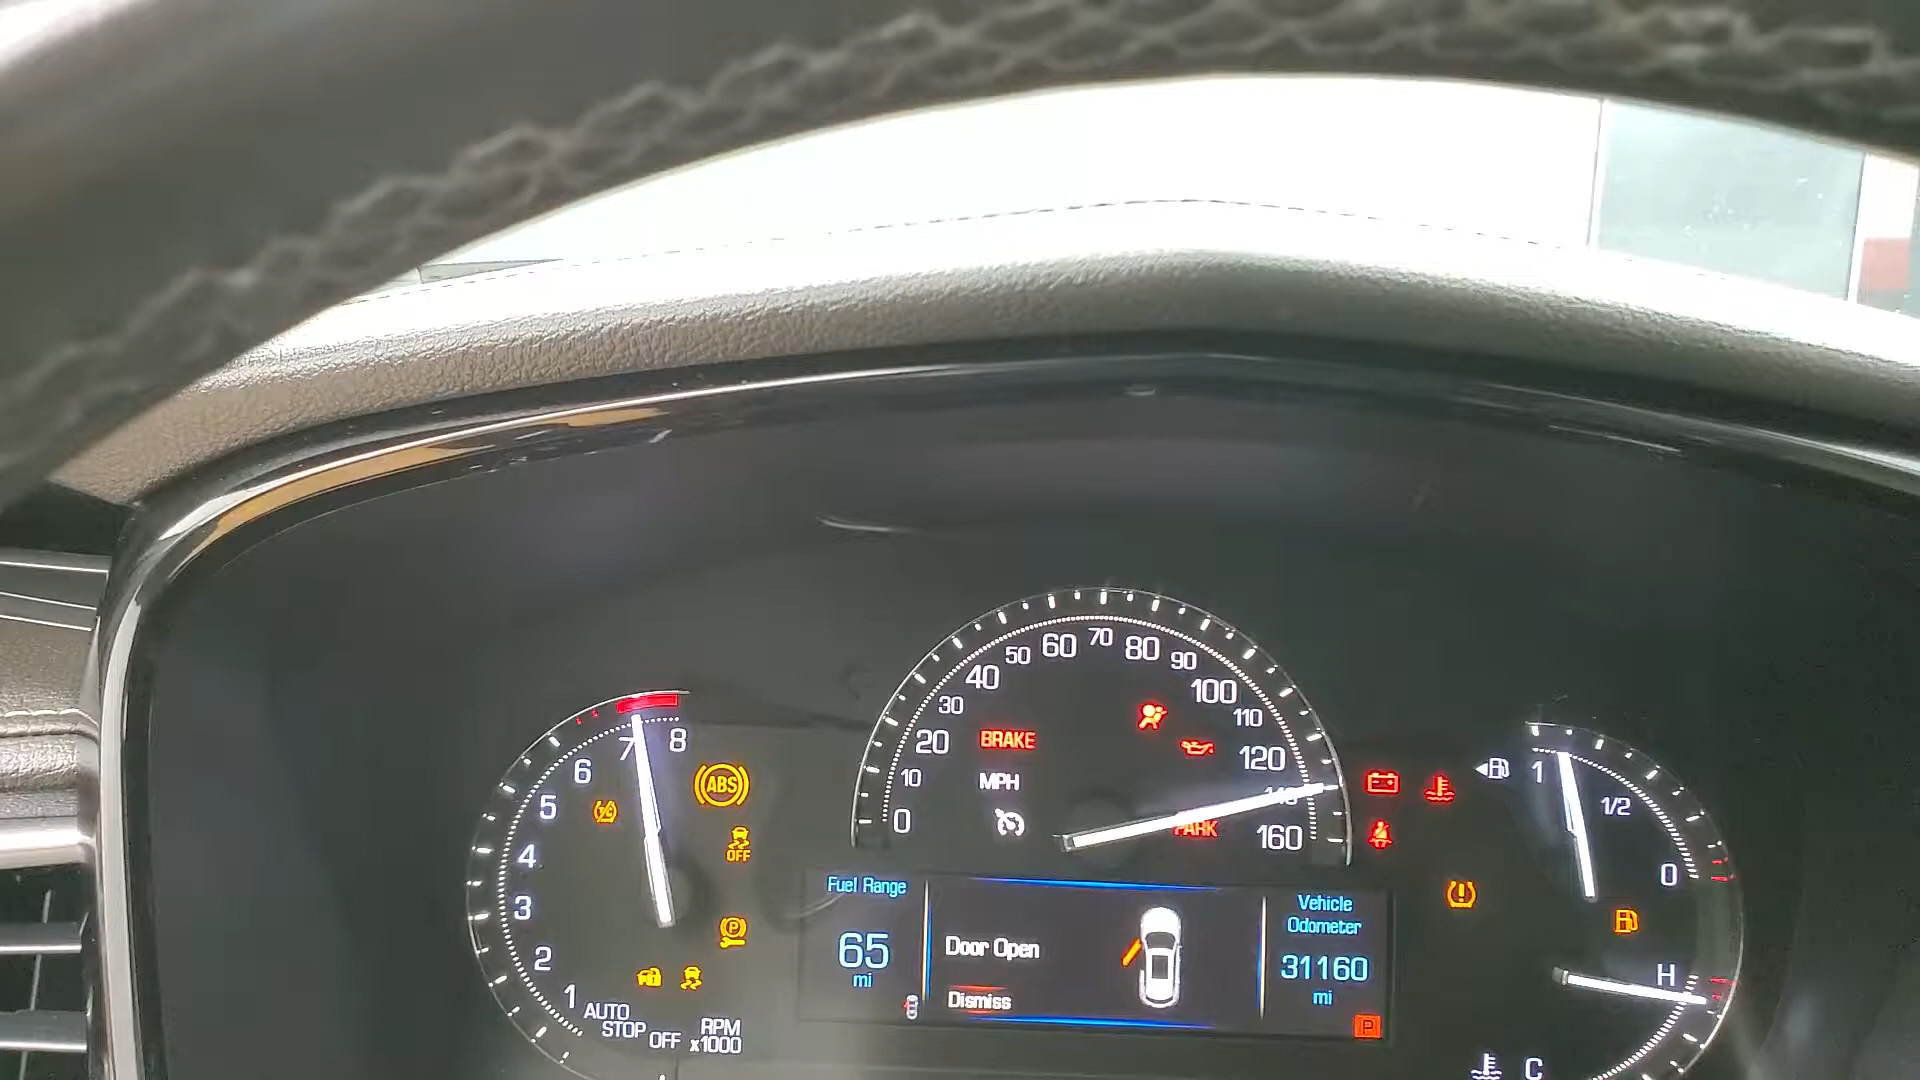 60
70
80
50
90
40
100
30
110
20
120
10
0
160
BRAKE
MPH
PARK
8
7
6
5
4
3
2
1
ABS
OFF
P
AUTO
STOP
OFF
RPM
x1000
Fuel Range
65
mi
Door Open
Dismiss
Vehicle
Odometer
31160
mi
P
1
1/2
0
H
C